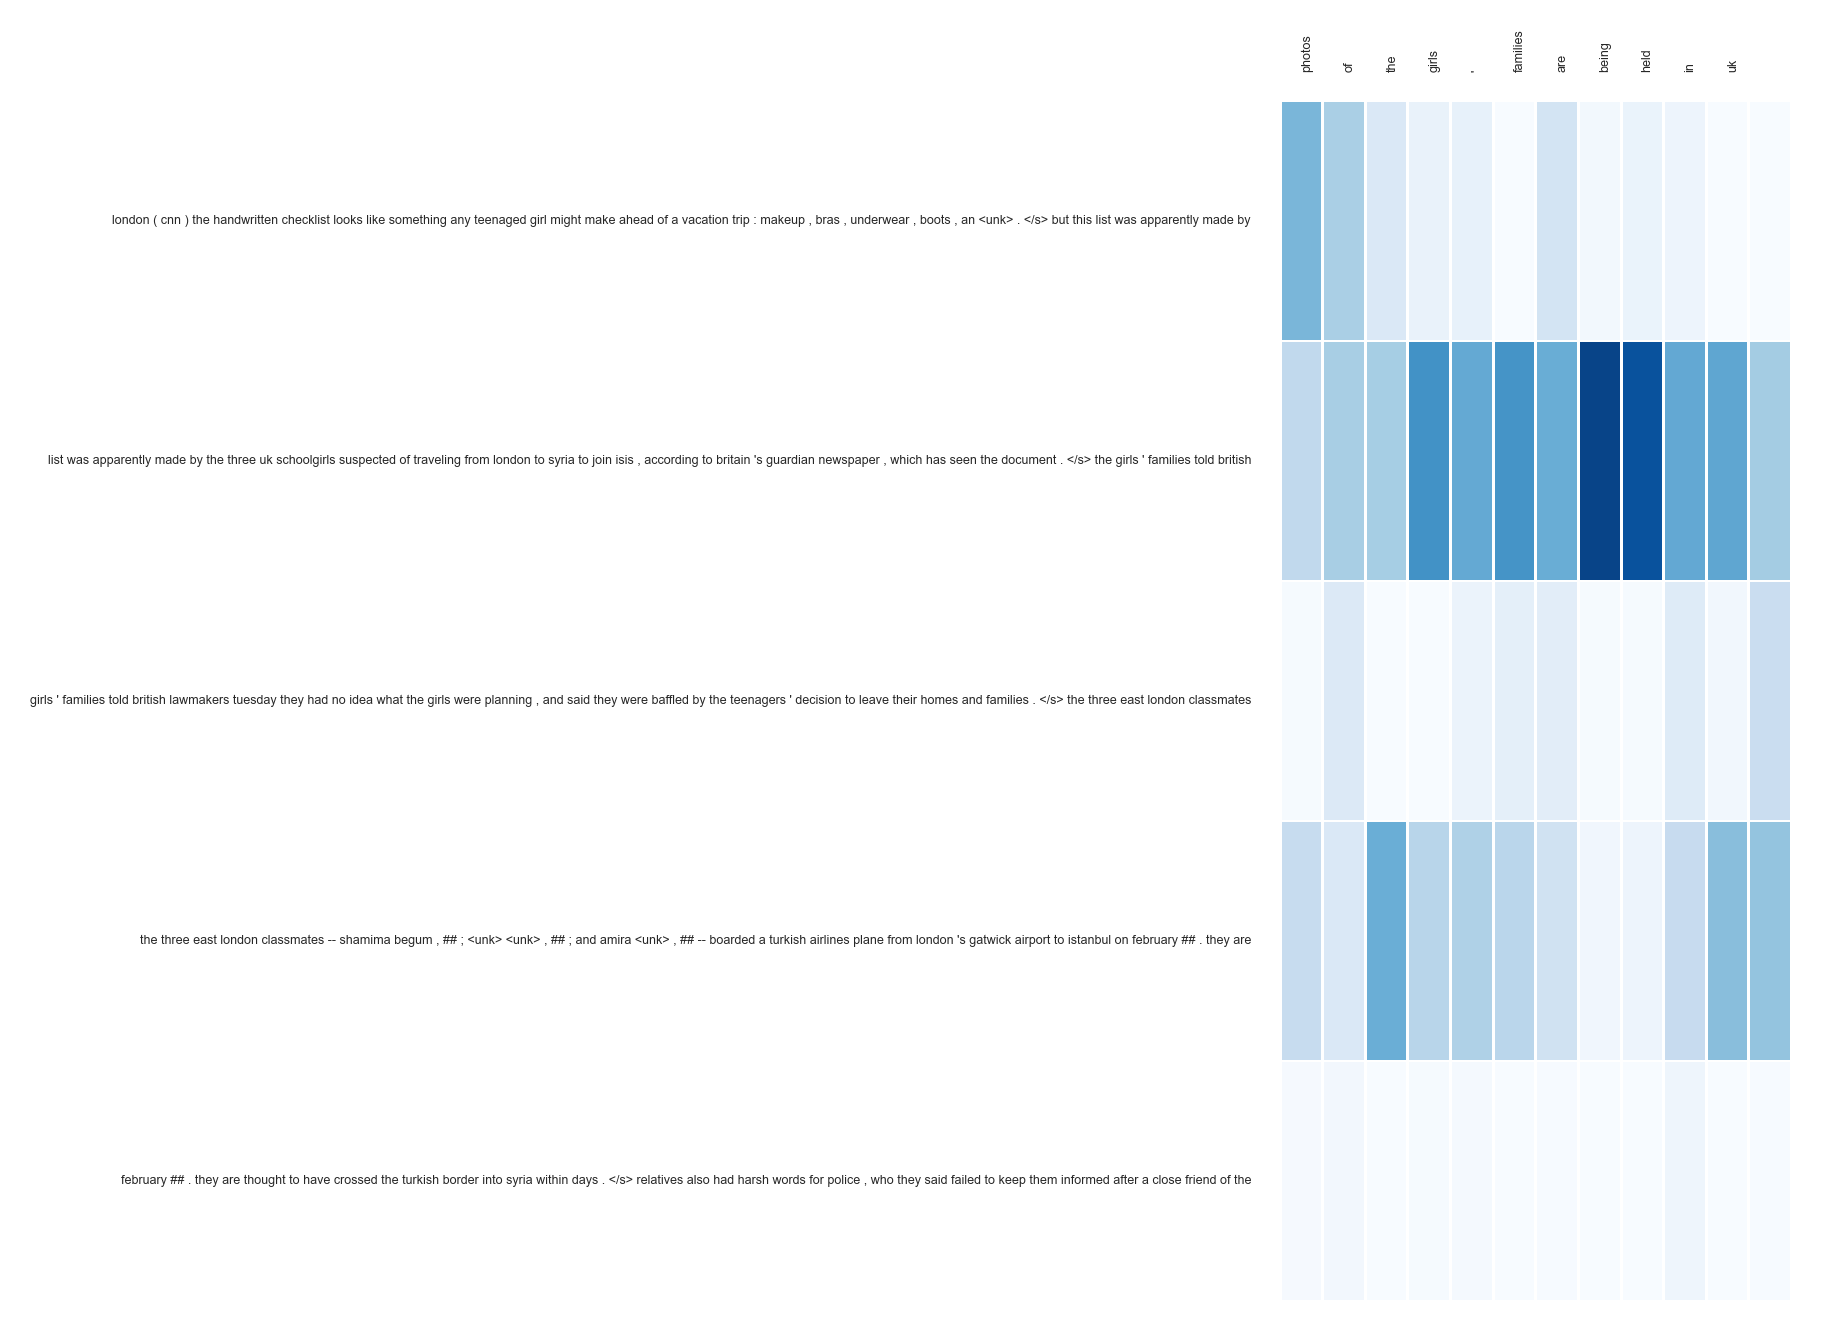 photos
of
the
girls
'
families
are
being
held
in
uk
london ( cnn ) the handwritten checklist looks like something any teenaged girl might make ahead of a vacation trip : makeup , bras , underwear , boots , an <unk> . </s> but this list was apparently made by
list was apparently made by the three uk schoolgirls suspected of traveling from london to syria to join isis , according to britain 's guardian newspaper , which has seen the document . </s> the girls ' families told british
girls ' families told british lawmakers tuesday they had no idea what the girls were planning , and said they were baffled by the teenagers ' decision to leave their homes and families . </s> the three east london classmates
the three east london classmates -- shamima begum , ## ; <unk> <unk> , ## ; and amira <unk> , ## -- boarded a turkish airlines plane from london 's gatwick airport to istanbul on february ## . they are
february ## . they are thought to have crossed the turkish border into syria within days . </s> relatives also had harsh words for police , who they said failed to keep them informed after a close friend of the